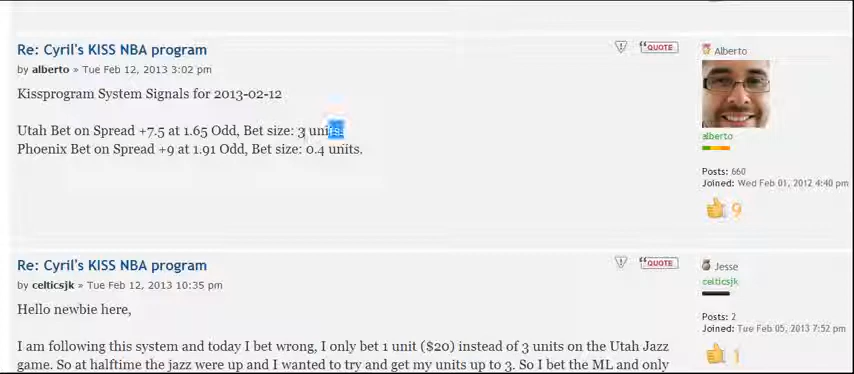 Re: Cyril's KISS NBA program
QUOTE
Alberto
by alberto » Tue Feb 12, 2013 3:02 pm
Kissprogram System Signals for 2013-02-12
Utah Bet on Spread +7.5 at 1.65 Odd, Bet size: 3 units.
Phoenix Bet on Spread +9 at 1.91 Odd, Bet size: 0.4 units.
alberto
Posts: 660
Joined: Wed Feb 01, 2012 4:40 pm
9
Re: Cyril's KISS NBA program
QUOTE
Jesse
by celticsjk » Tue Feb 12, 2013 10:35 pm
celticsjk
Hello newbie here,
Posts: 2
Joined: Tue Feb 05, 2013 7:52 pm
1
I am following this system and today I bet wrong, I only bet 1 unit ($20) instead of 3 units on the Utah Jazz
game. So at halftime the jazz were up and I wanted to try and get my units up to 3. So I bet the ML and only